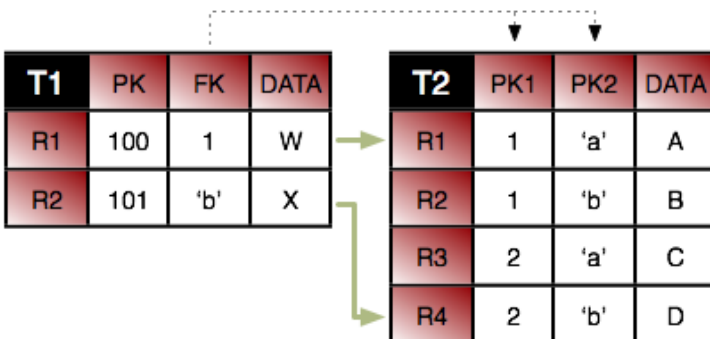 T1 PK FK DATA
R1 100 1 W
R2 101 ‘b’ X
T2 PK1 PK2 DATA
R1 1 ‘a’ A
R2 1 ‘b’ B
R3 2 ‘a’ C
R4 2 ‘b’ D